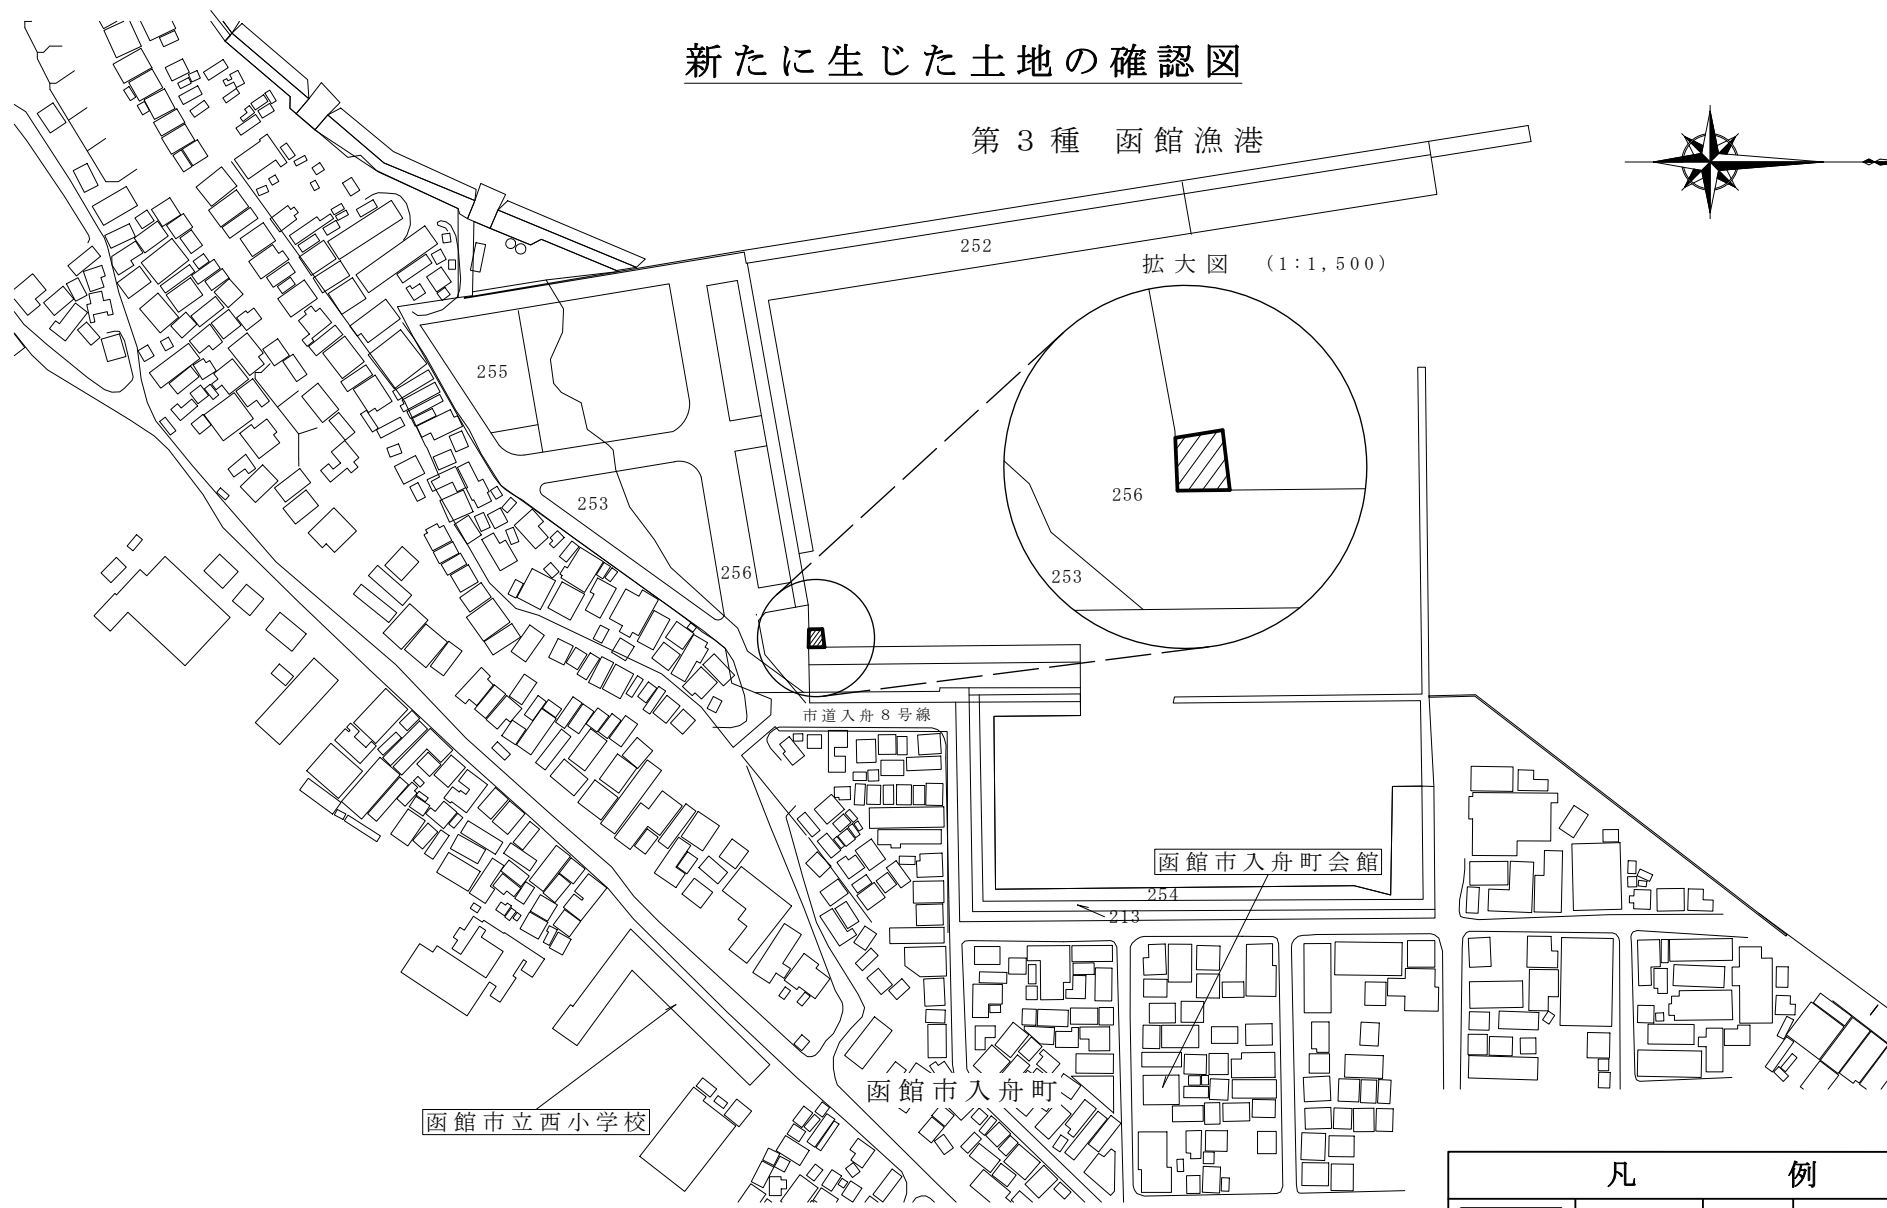 新たに生じた土地の確認図
第３種 函館漁港
252
拡大図 (1:1,500)
255
253
256
256
253
市道入舟８号線
函館市入舟町会館
254
213
函館市入舟町
函館市立西小学校
凡 例